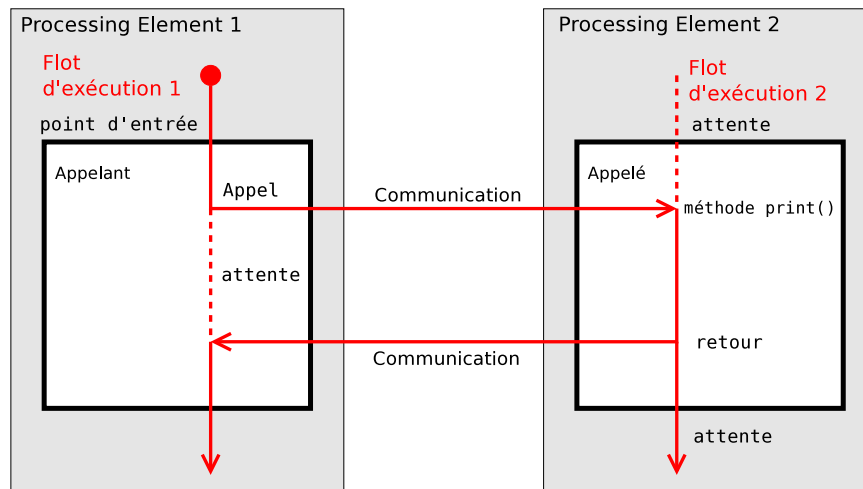 Processing Element 1
Flot
d'exécution 1
point d'entrée
Appelant
Appel
attente
Communication
Communication
Processing Element 2
Flot
d'exécution 2
attente
Appelé
méthode print()
retour
attente